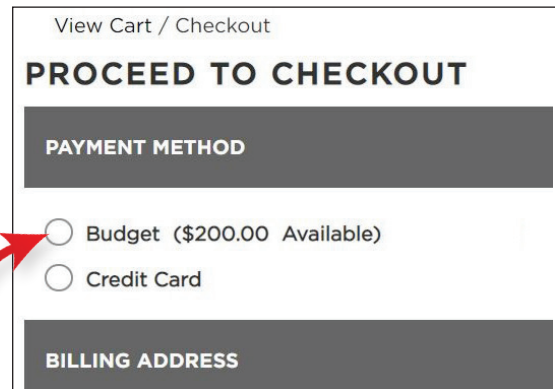 View Cart / Checkout
PROCEED TO CHECKOUT
PAYMENT METHOD
Budget ($200.00 Available)
Credit Card
BILLING ADDRESS